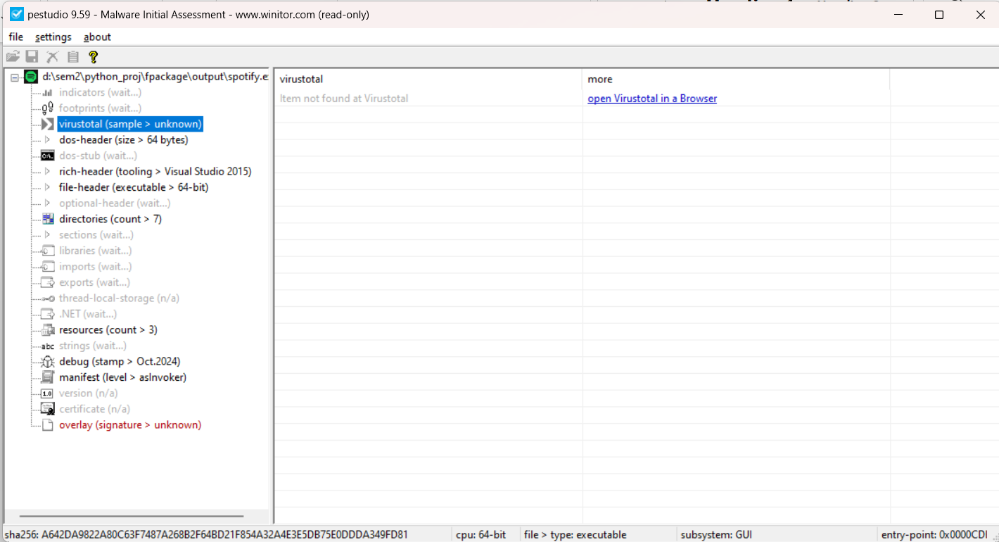 pestudio 9.59 - Malware Initial Assessment - www.winitor.com (read-only)
file settings about
d:\sem2\python_proj\fpackage\output\spotify.e
indicators (wait...)
footprints (wait...)
virustotal (sample > unknown)
dos-header (size > 64 bytes)
dos-stub (wait...)
rich-header (tooling > Visual Studio 2015)
file-header (executable > 64-bit)
optional-header (wait...)
directories (count > 7)
sections (wait...)
libraries (wait...)
imports (wait...)
exports (wait...)
thread-local-storage (n/a)
.NET (wait...)
resources (count > 3)
abc strings (wait...)
debug (stamp > Oct.2024)
manifest (level > asInvoker)
1.0 version (n/a)
certificate (n/a)
overlay (signature > unknown)
virustotal more
Item not found at Virustotal open Virustotal in a Browser
sha256: A642DA9822A80C63F7487A268B2F64BD21F854A32A4E3E5DB75E0DDDA349FD81 cpu: 64-bit file > type: executable subsystem: GUI entry-point: 0x0000CDI